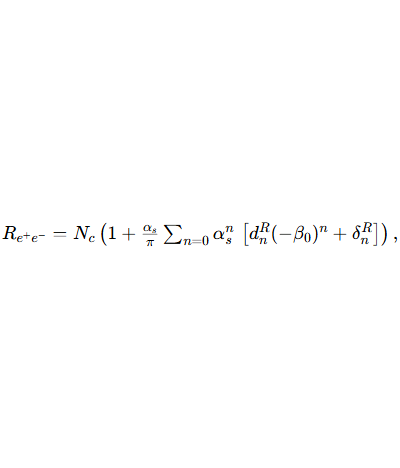 $R_{e^+e^-} = N_c \left( 1 + \frac{\alpha_s}{\pi} \sum_{n=0} \alpha_s^n \left[ d_n^R (-\beta_0)^n + \delta_n^R \right] \right),$